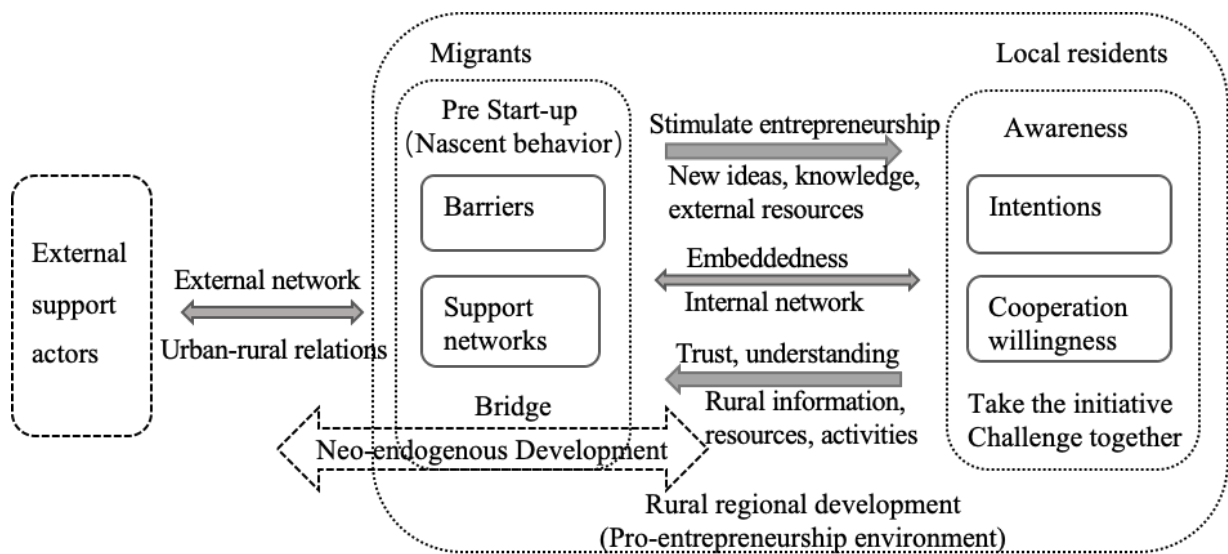 Migrants
Local residents
Pre Start-up
(Nascent behavior)
Barriers
Support
networks
Bridge
External
support
actors
External network
Urban-rural relations
Neo-endogenous Development
Stimulate entrepreneurship
New ideas, knowledge,
external resources
Embeddedness
Internal network
Trust, understanding
Rural information,
resources, activities
Awareness
Intentions
Cooperation
willingness
Take the initiative
Challenge together
Rural regional development
(Pro-entrepreneurship environment)